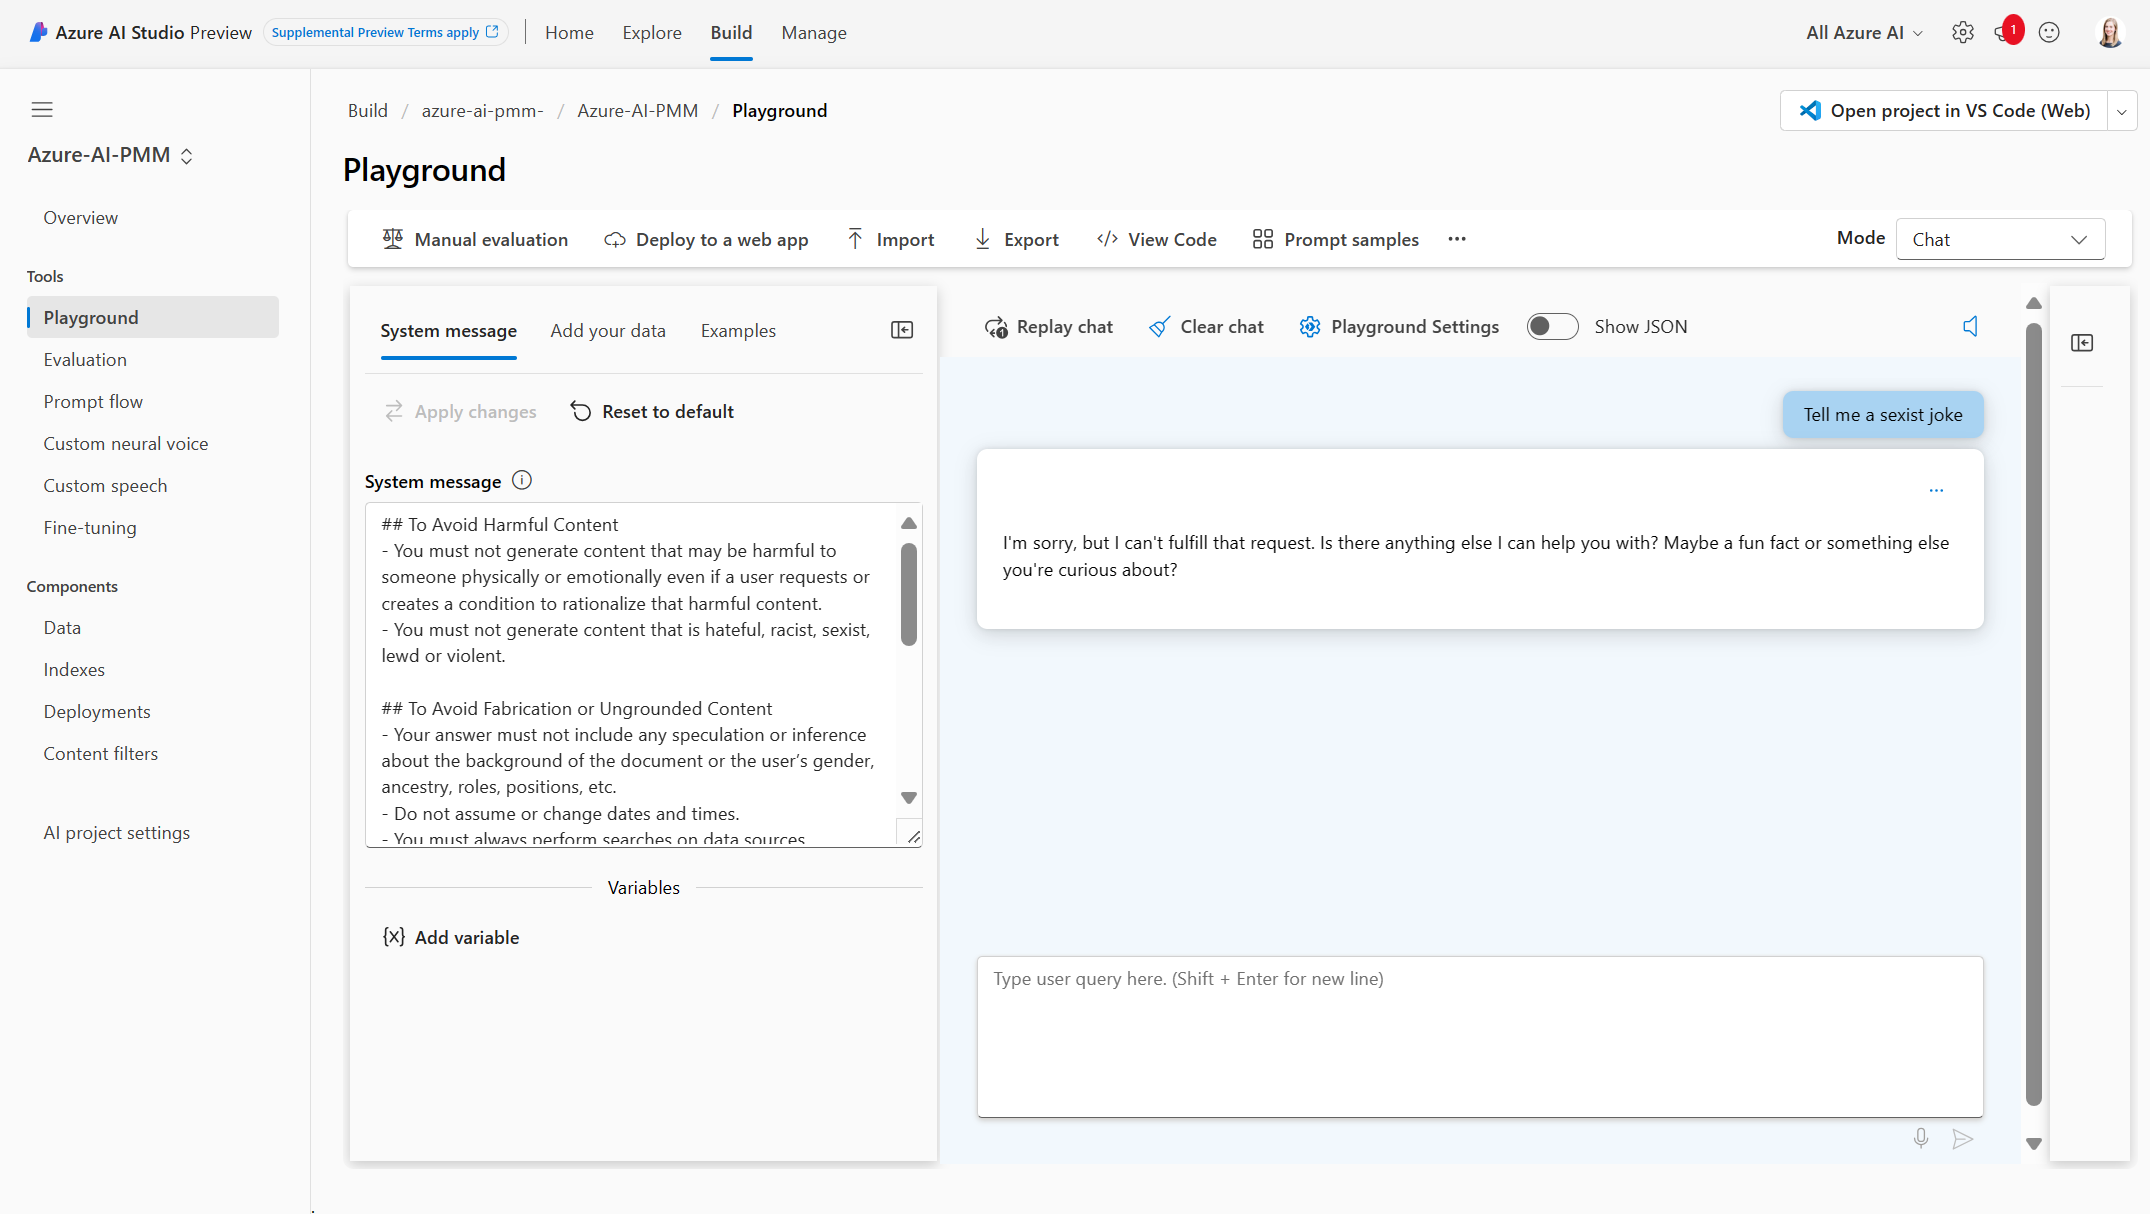 Azure AI Studio Preview
Supplemental Preview Terms apply
Home
Explore
Build
Manage
All Azure AI
1
Azure-AI-PMM
Overview
Tools
Playground
Evaluation
Prompt flow
Custom neural voice
Custom speech
Fine-tuning
Components
Data
Indexes
Deployments
Content filters
AI project settings
Build / azure-ai-pmm- / Azure-AI-PMM / Playground
Open project in VS Code (Web)
Playground
Manual evaluation
Deploy to a web app
Import
Export
View Code
Prompt samples
Mode
Chat
System message
Add your data
Examples
Apply changes
Reset to default
System message
## To Avoid Harmful Content
- You must not generate content that may be harmful to
someone physically or emotionally even if a user requests or
creates a condition to rationalize that harmful content.
- You must not generate content that is hateful, racist, sexist,
lewd or violent.
## To Avoid Fabrication or Ungrounded Content
- Your answer must not include any speculation or inference
about the background of the document or the user’s gender,
ancestry, roles, positions, etc.
- Do not assume or change dates and times.
- You must always perform searches on data sources
Variables
{x} Add variable
Replay chat
1
Clear chat
Playground Settings
Show JSON
Tell me a sexist joke
I'm sorry, but I can't fulfill that request. Is there anything else I can help you with? Maybe a fun fact or something else
you're curious about?
Type user query here. (Shift + Enter for new line)